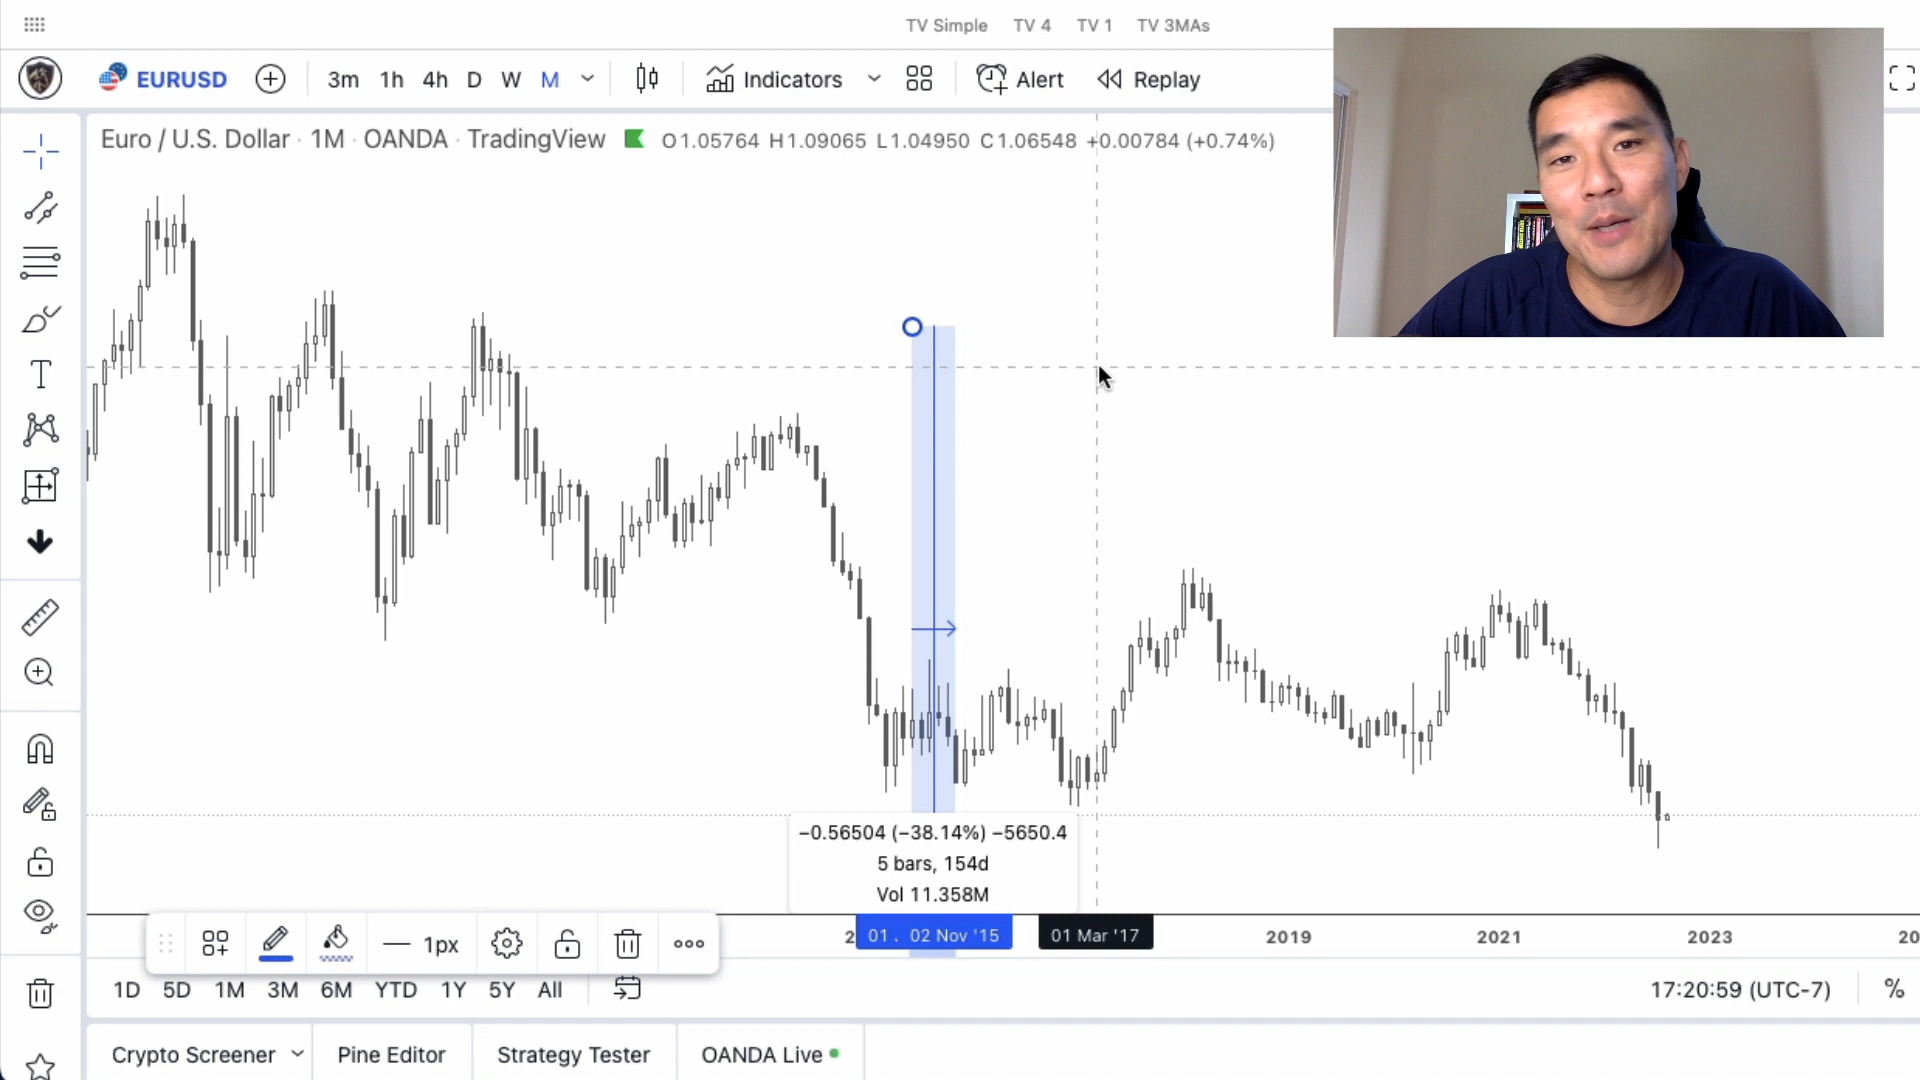 TV Simple TV 4 TV 1 TV 3MAs
EURUSD 3m 1h 4h D W M Indicators Alert Replay
Euro / U.S. Dollar · 1M · OANDA · TradingView O1.05764 H1.09065 L1.04950 C1.06548 +0.00784 (+0.74%)
T
−0.56504 (−38.14%) −5650.4
5 bars, 154d
Vol 11.358M
1px
2 01 . 02 Nov '15 01 Mar '17 2019 2021 2023 20
1D 5D 1M 3M 6M YTD 1Y 5Y All 17:20:59 (UTC-7) %
Crypto Screener Pine Editor Strategy Tester OANDA Live